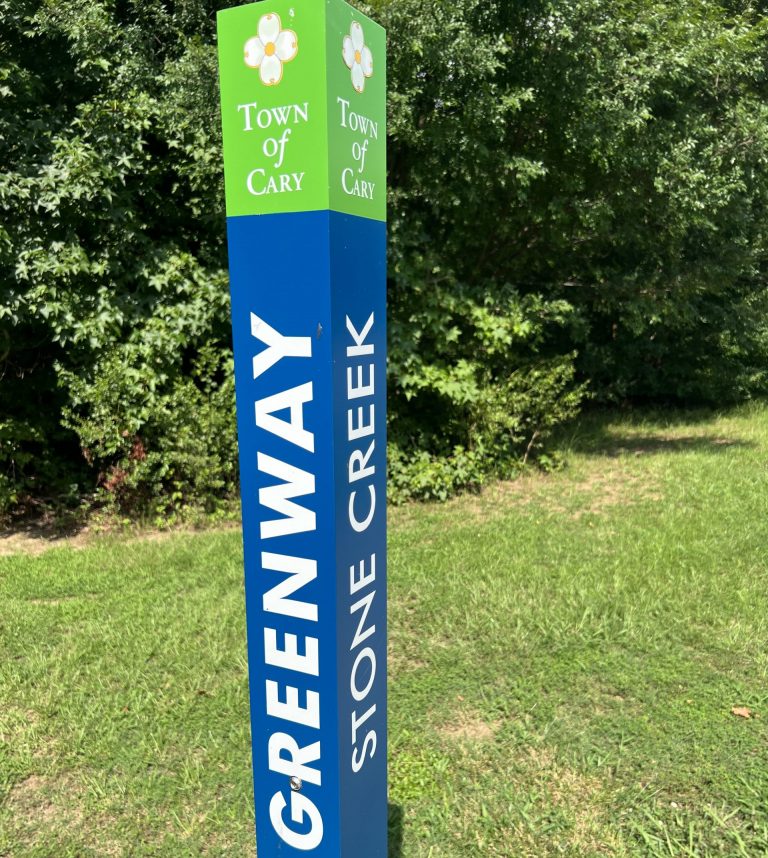 Town
of
Cary
Town
of
Cary
GREENWAY
STONE CREEK